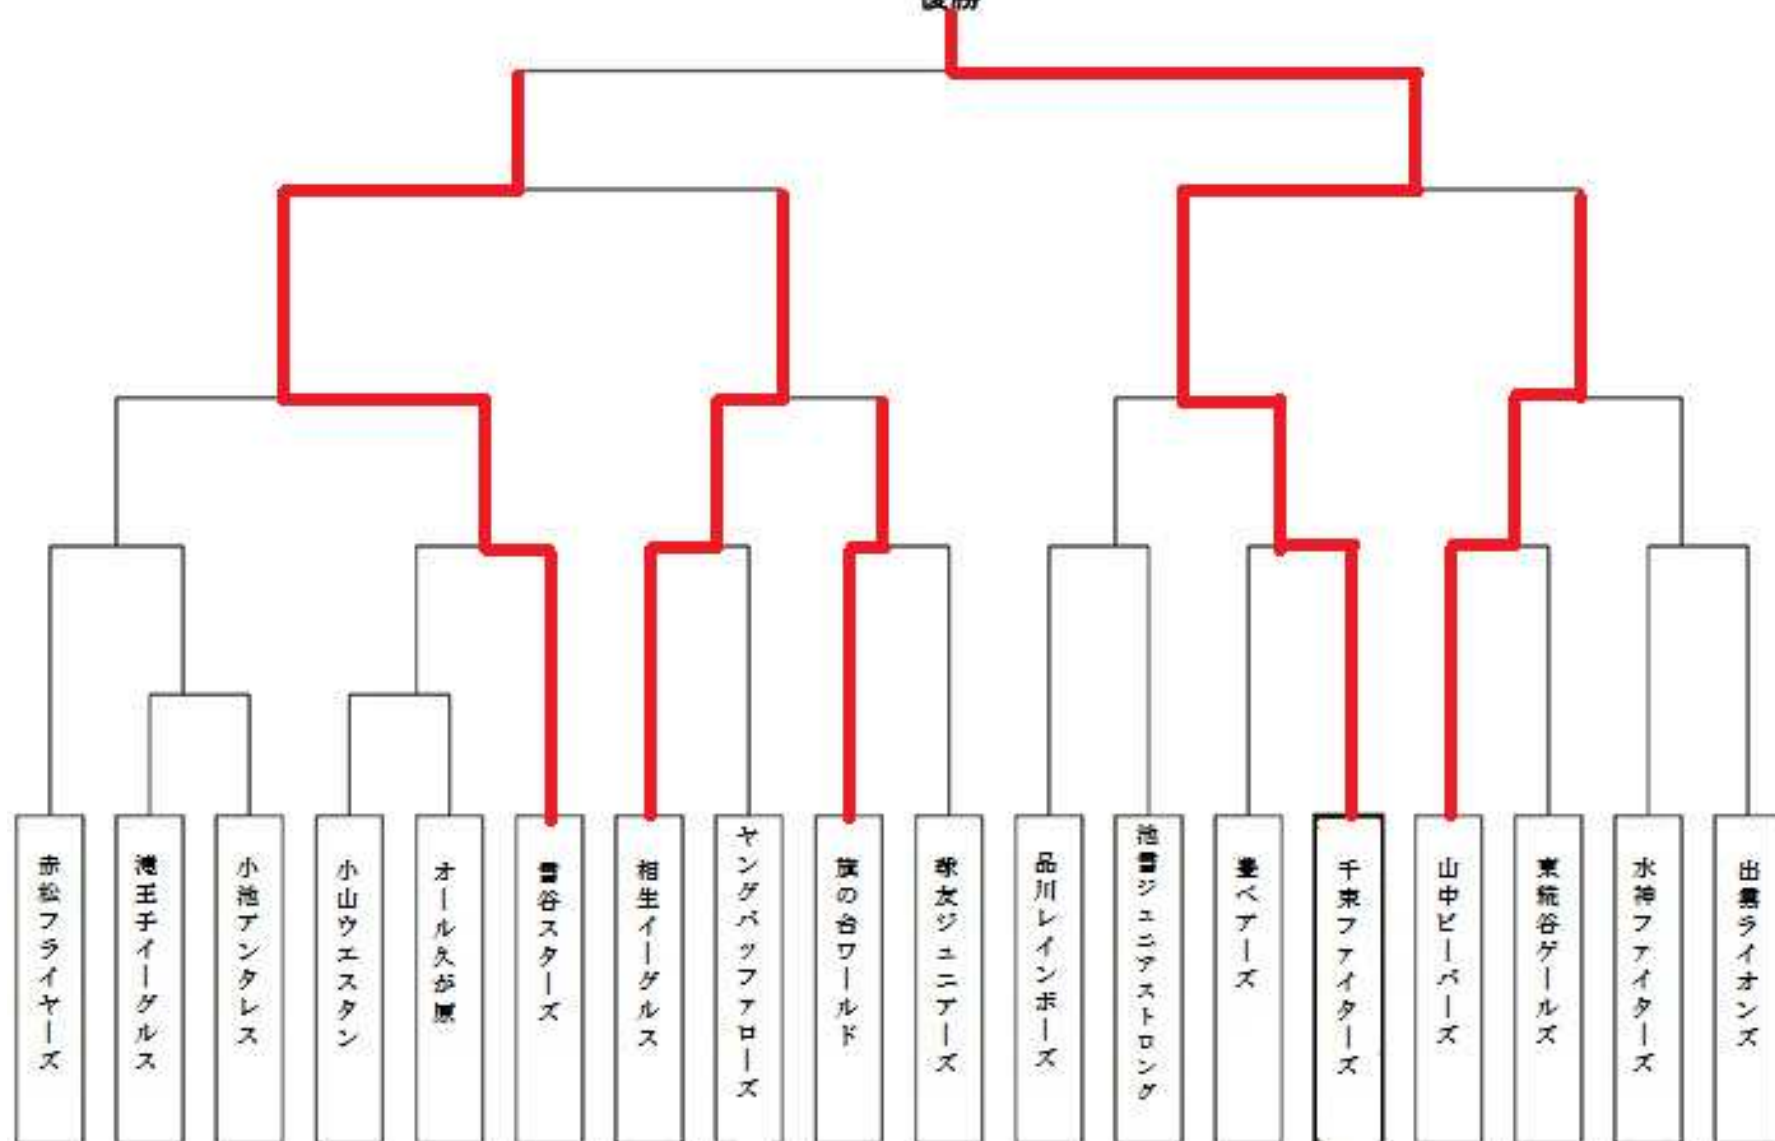 優勝
赤松フライヤーズ
滝王子イーグルス
小池アンタレス
小山ウエスタン
オール久が原
雪谷スターズ
相生イーグルス
ヤングバッファローズ
旗の台ワールド
球友ジュニアーズ
品川レインボーズ
池雪ジュニアストロング
豊ベアーズ
千束ファイターズ
山中ビーバーズ
東糀谷ゲールズ
水神ファイターズ
出雲ライオンズ